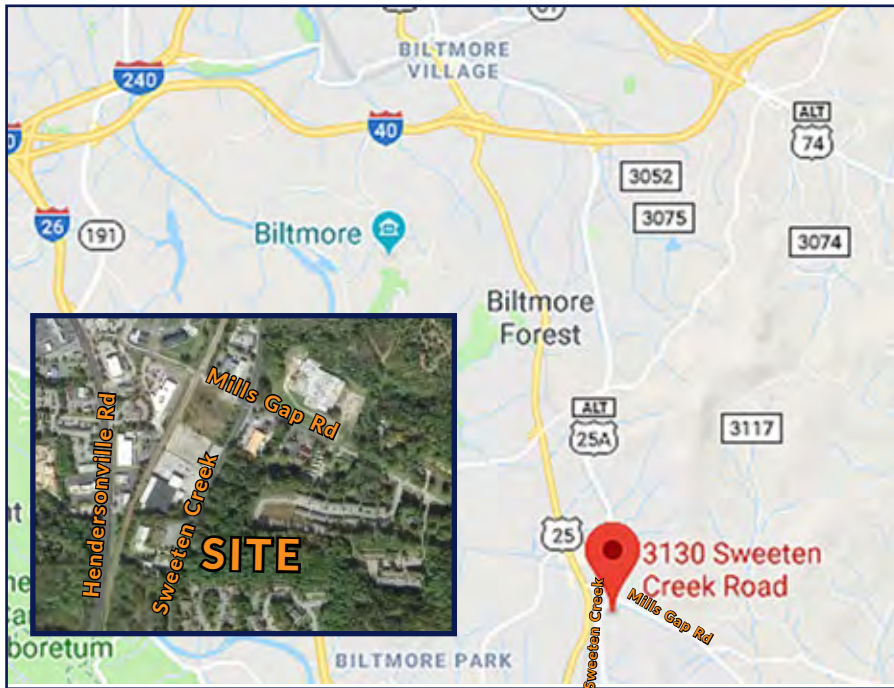 BILTMORE
VILLAGE
240
40
ALT
74
3052
3075
3074
26
191
Biltmore
Biltmore
Forest
ALT
25A
3117
25
3130 Sweeten
Creek Road
Sweeten Creek
Mills Gap Rd
BILTMORE PARK
boretum
Hendersonville Rd
Mills Gap Rd
Sweeten Creek
SITE